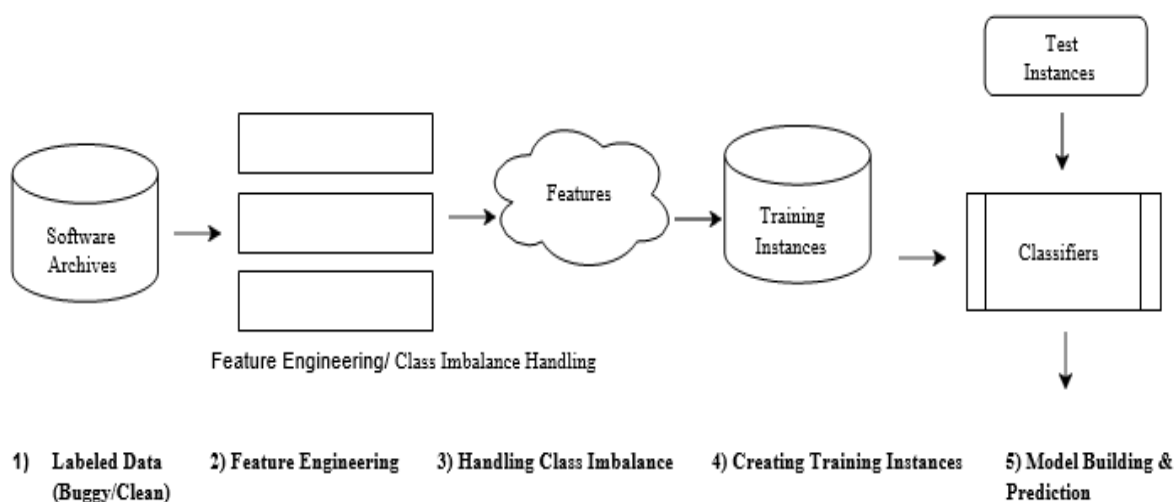 Test
Instances
Software
Archives
Features
Training
Instances
Classifiers
Feature Engineering/ Class Imbalance Handling
1) Labeled Data
(Buggy/Clean)
2) Feature Engineering
3) Handling Class Imbalance
4) Creating Training Instances
5) Model Building &
Prediction